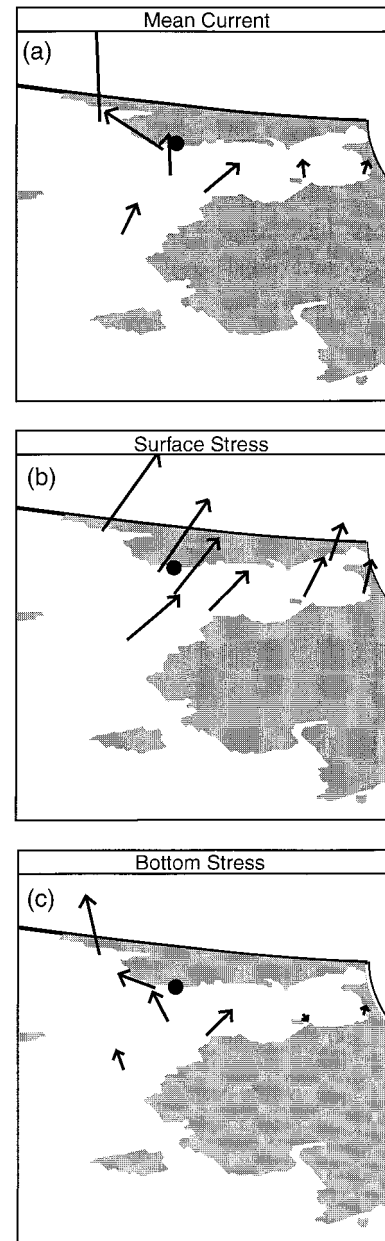 Mean Current
(a)
Surface Stress
(b)
Bottom Stress
(c)